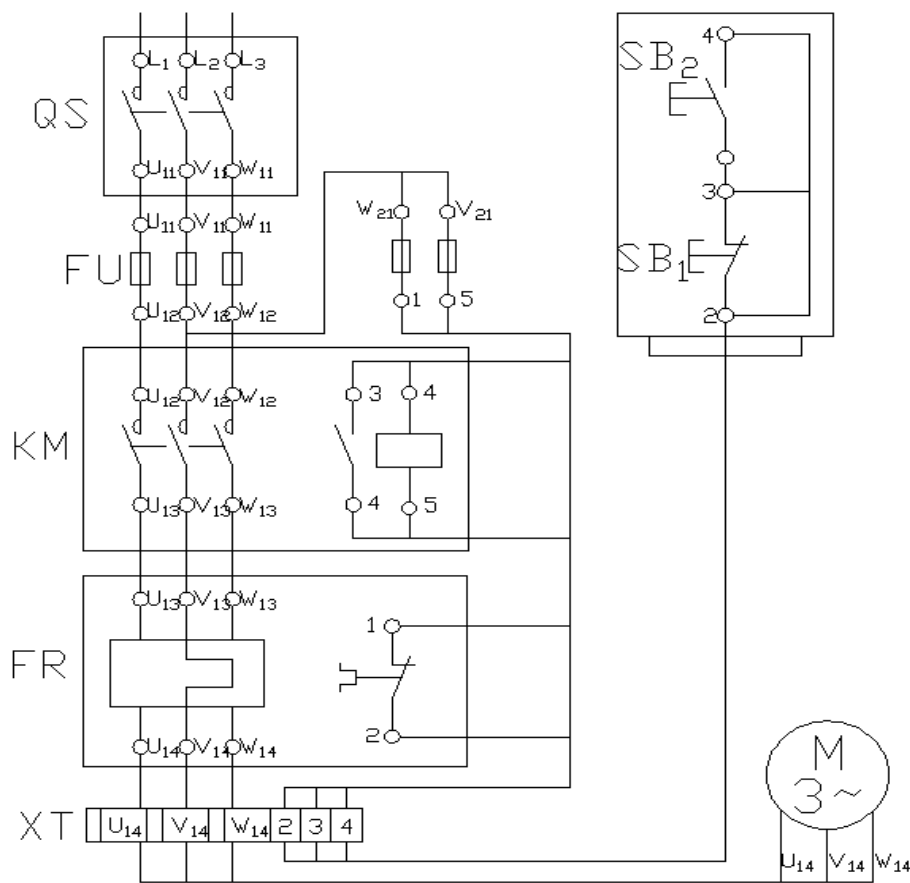 L1 L2 L3
4
SB2
QS
U11 V11 W11
3
W21 V21
U11 V11 W11
SB1
FU
1 5
U12 V12 W12
2
U12 V12 W12
3 4
KM
U13 V13 W13
4 5
U13 V13 W13
1
FR
2
U14 V14 W14
M
3~
XT
U14 V14 W14 2 3 4
U14 V14 W14